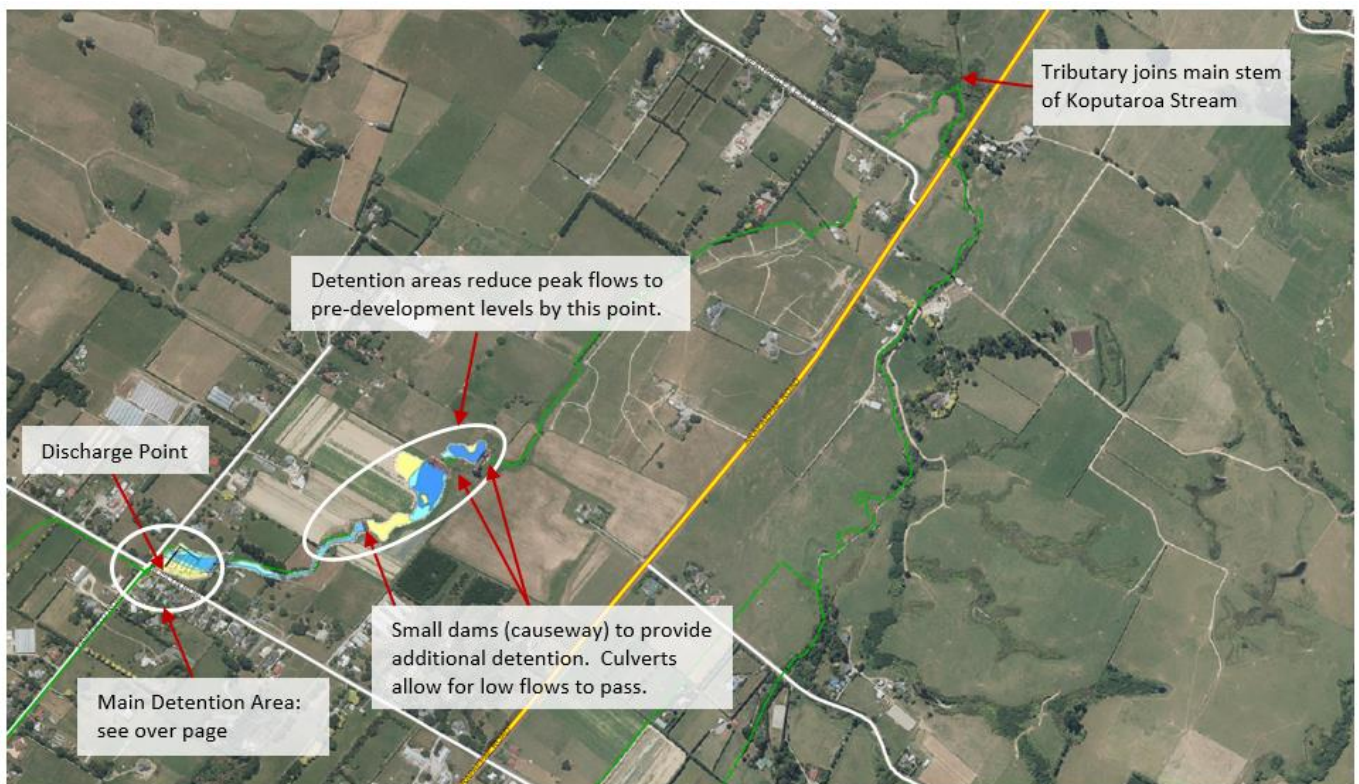 Tributary joins main stem
of Koputaroa Stream
Detention areas reduce peak flows to
pre-development levels by this point.
Discharge Point
Small dams (causeway) to provide
additional detention.  Culverts
allow for low flows to pass.
Main Detention Area:
see over page